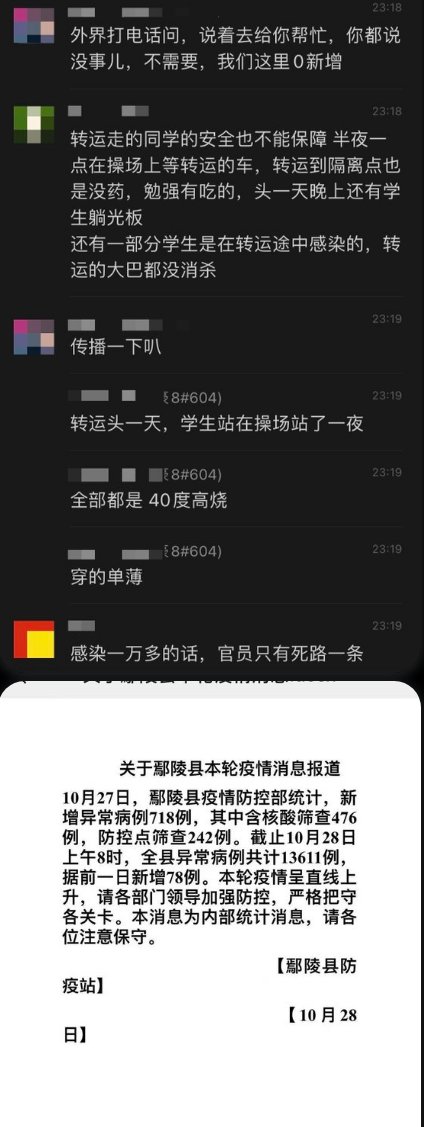 23:18
外界打电话问，说着去给你帮忙，你都说
没事儿，不需要，我们这里0新增
23:18
转运走的同学的安全也不能保障 半夜一
点在操场上等转运的车，转运到隔离点也
是没药，勉强有吃的，头一天晚上还有学
生躺光板
还有一部分学生是在转运途中感染的，转
运的大巴都没消杀
23:19
传播一下叭
8#604)
23:19
转运头一天，学生站在操场站了一夜
8#604)
23:19
全部都是 40度高烧
8#604)
23:19
穿的单薄
23:19
感染一万多的话，官员只有死路一条
关于鄢陵县本轮疫情消息报道
10月27日，鄢陵县疫情防控部统计，新
增异常病例718例，其中含核酸筛查476
例，防控点筛查242例。截止10月28日
上午8时，全县异常病例共计13611例，
据前一日新增78例。本轮疫情呈直线上
升，请各部门领导加强防控，严格把守
各关卡。本消息为内部统计消息，请各
位注意保守。
【鄢陵县防
疫站】
【10月28
日】